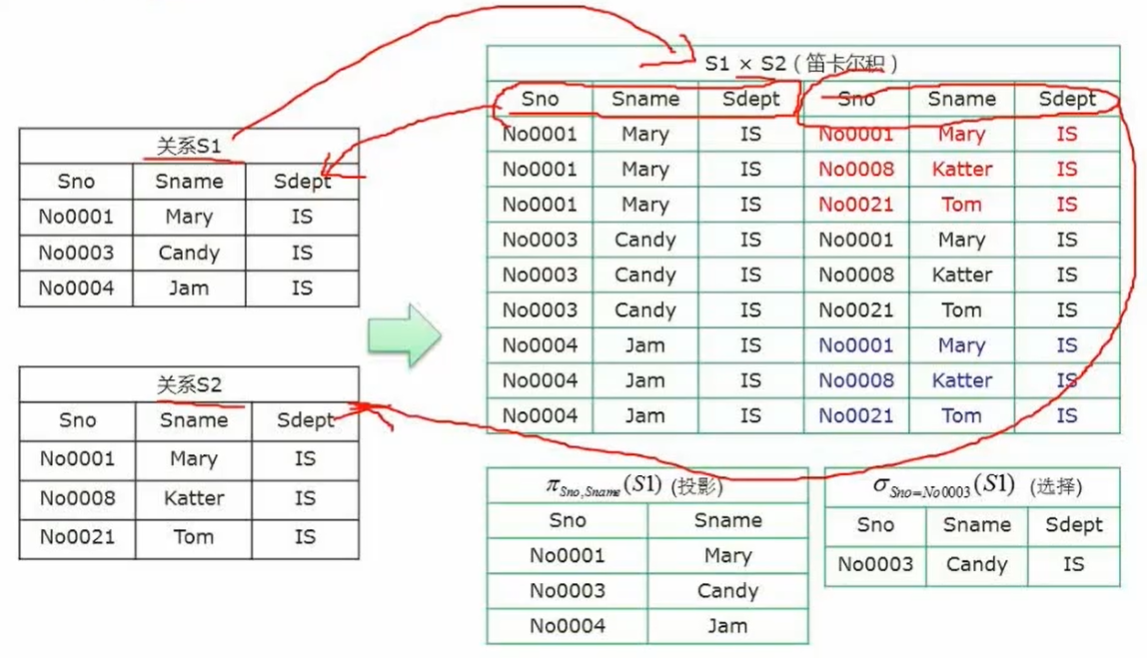 关系S1
Sno Sname Sdept
No0001 Mary IS
No0003 Candy IS
No0004 Jam IS
关系S2
Sno Sname Sdept
No0001 Mary IS
No0008 Katter IS
No0021 Tom IS
S1 × S2（笛卡尔积）
Sno Sname Sdept Sno Sname Sdept
No0001 Mary IS No0001 Mary IS
No0001 Mary IS No0008 Katter IS
No0001 Mary IS No0021 Tom IS
No0003 Candy IS No0001 Mary IS
No0003 Candy IS No0008 Katter IS
No0003 Candy IS No0021 Tom IS
No0004 Jam IS No0001 Mary IS
No0004 Jam IS No0008 Katter IS
No0004 Jam IS No0021 Tom IS
π Sno,Sname (S1) (投影)
Sno Sname
No0001 Mary
No0003 Candy
No0004 Jam
σ Sno=No0003 (S1) (选择)
Sno Sname Sdept
No0003 Candy IS